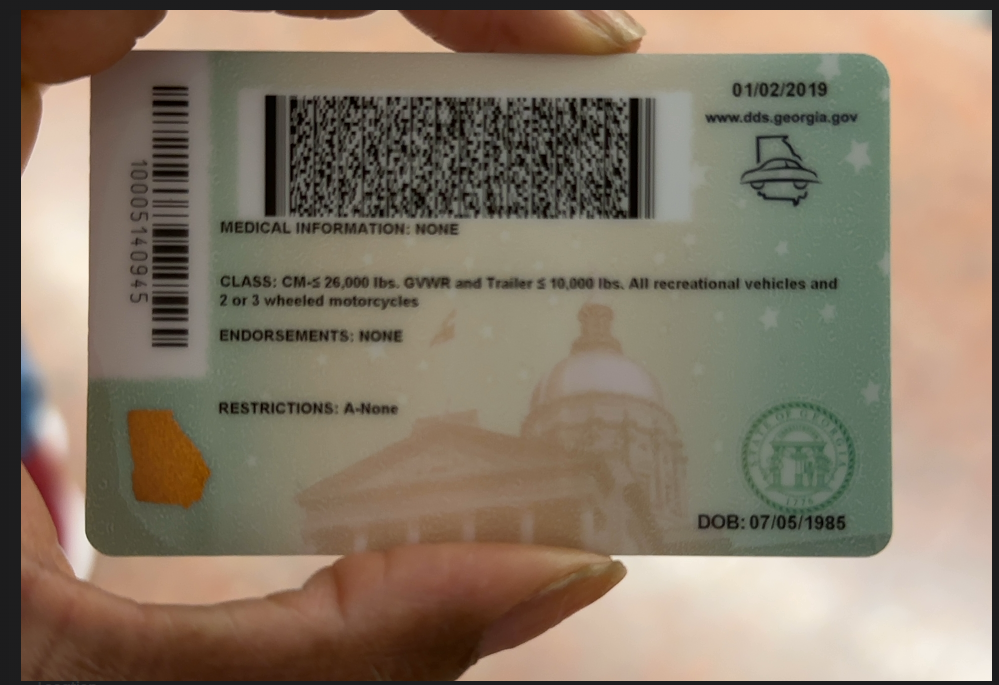 01/02/2019
www.dds.georgia.gov
10005140945
MEDICAL INFORMATION: NONE
CLASS: CM-≤ 26,000 lbs. GVWR and Trailer ≤ 10,000 lbs. All recreational vehicles and
2 or 3 wheeled motorcycles
ENDORSEMENTS: NONE
RESTRICTIONS: A-None
STATE OF GEORGIA
1776
DOB: 07/05/1985